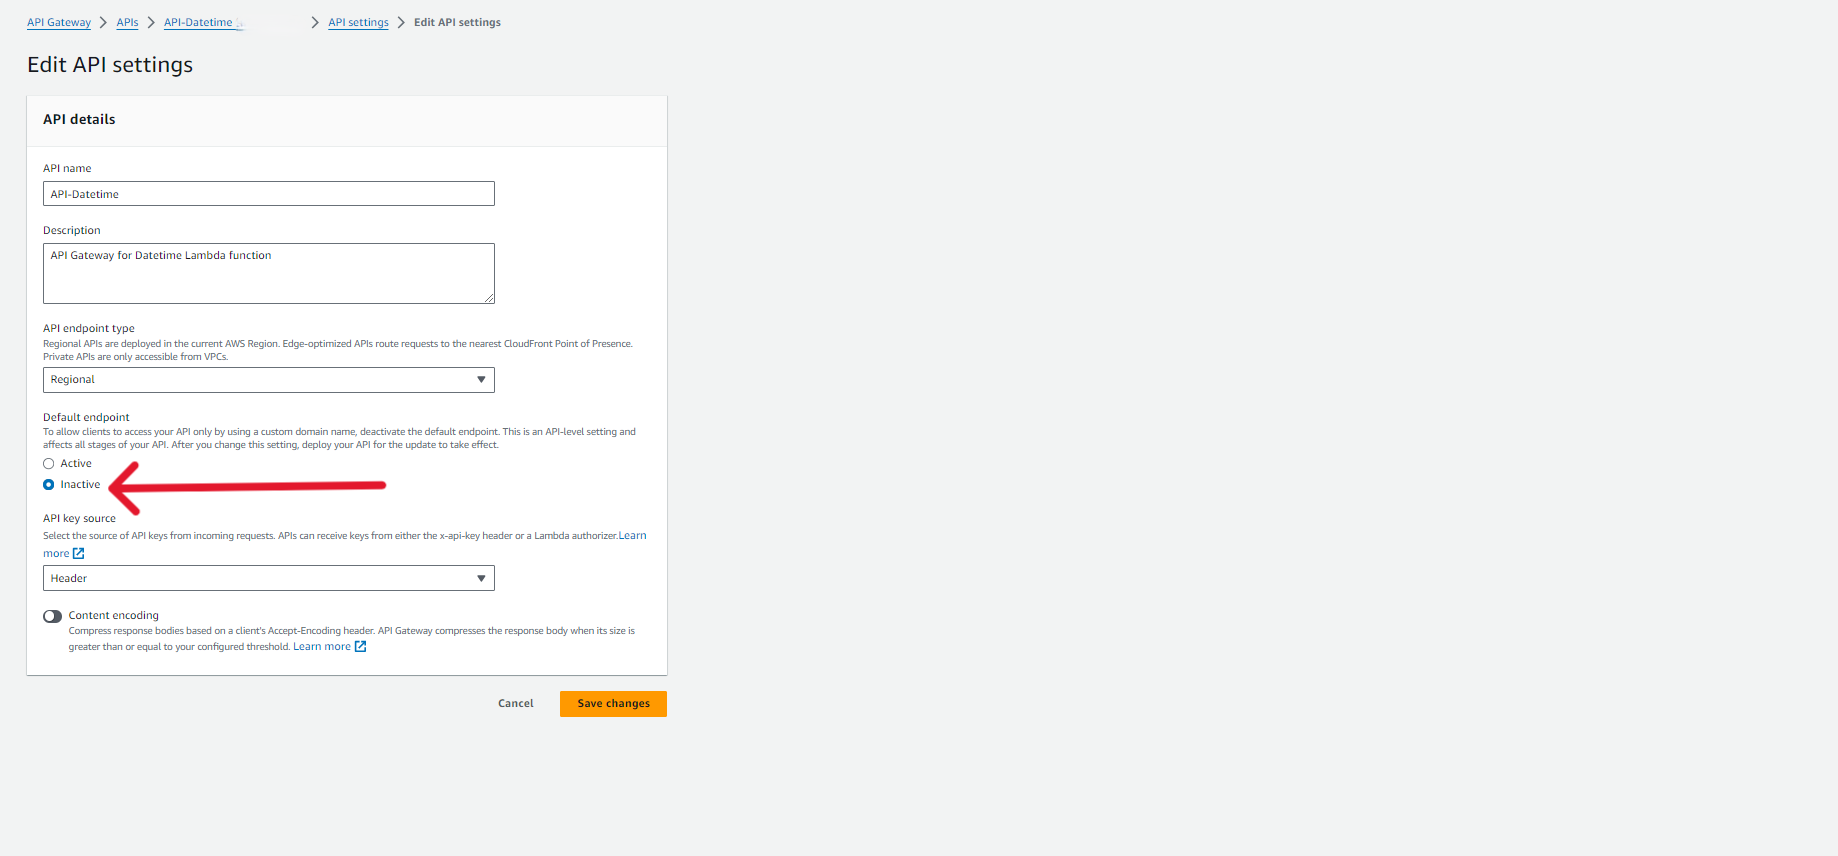 API Gateway > APIs > API-Datetime > API settings > Edit API settings
Edit API settings
API details
API name
API-Datetime
Description
API Gateway for Datetime Lambda function
API endpoint type
Regional APIs are deployed in the current AWS Region. Edge-optimized APIs route requests to the nearest CloudFront Point of Presence.
Private APIs are only accessible from VPCs.
Regional
Default endpoint
To allow clients to access your API only by using a custom domain name, deactivate the default endpoint. This is an API-level setting and
affects all stages of your API. After you change this setting, deploy your API for the update to take effect.
Active
Inactive
API key source
Select the source of API keys from incoming requests. APIs can receive keys from either the x-api-key header or a Lambda authorizer.Learn
more
Header
Content encoding
Compress response bodies based on a client's Accept-Encoding header. API Gateway compresses the response body when its size is
greater than or equal to your configured threshold. Learn more
Cancel
Save changes